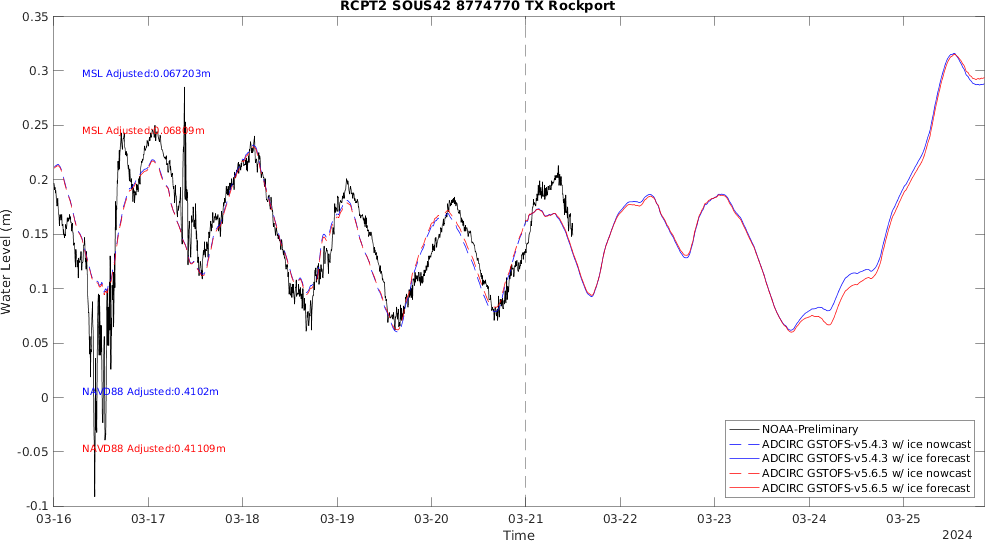 RCPT2 SOUS42 8774770 TX Rockport
0.35
0.3
0.25
0.2
0.15
0.1
0.05
0
-0.05
-0.1
Water Level (m)
MSL Adjusted:0.067203m
MSL Adjusted:0.06809m
NAVD88 Adjusted:0.4102m
NAVD88 Adjusted:0.41109m
NOAA-Preliminary
ADCIRC GSTOFS-v5.4.3 w/ ice nowcast
ADCIRC GSTOFS-v5.4.3 w/ ice forecast
ADCIRC GSTOFS-v5.6.5 w/ ice nowcast
ADCIRC GSTOFS-v5.6.5 w/ ice forecast
03-16 03-17 03-18 03-19 03-20 03-21 03-22 03-23 03-24 03-25
Time
2024